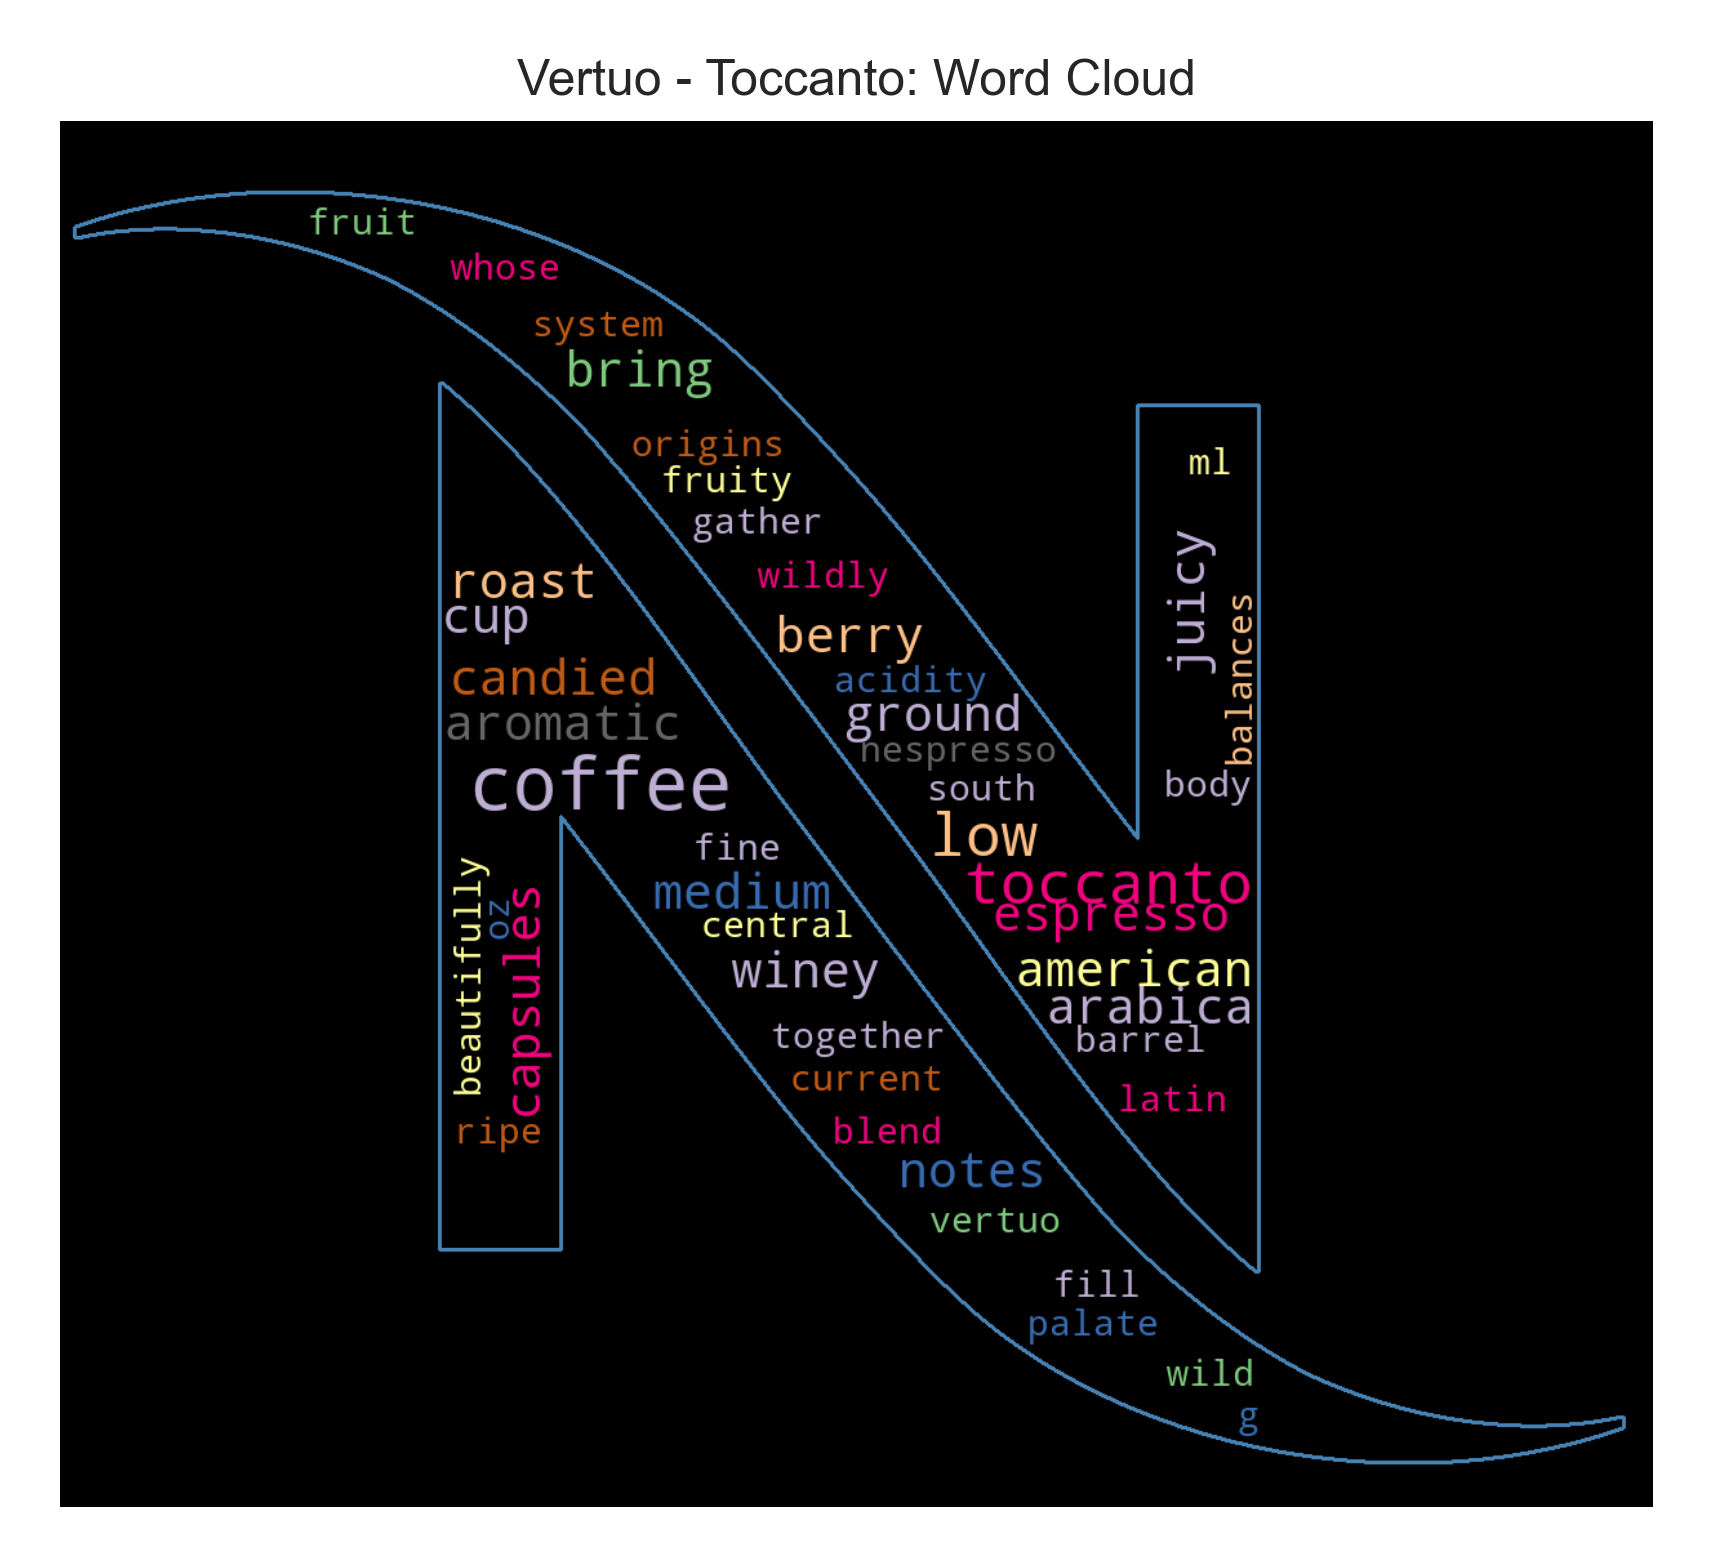 Vertuo - Toccanto: Word Cloud
fruit
whose
system
bring
origins
fruity
gather
wildly
berry
acidity
ground
nespresso
south
low
toccanto
espresso
american
arabica
barrel
latin
ml
juicy
balances
body
roast
cup
candied
aromatic
coffee
beautifully
oz
capsules
ripe
fine
medium
central
winey
together
current
blend
notes
vertuo
fill
palate
wild
g